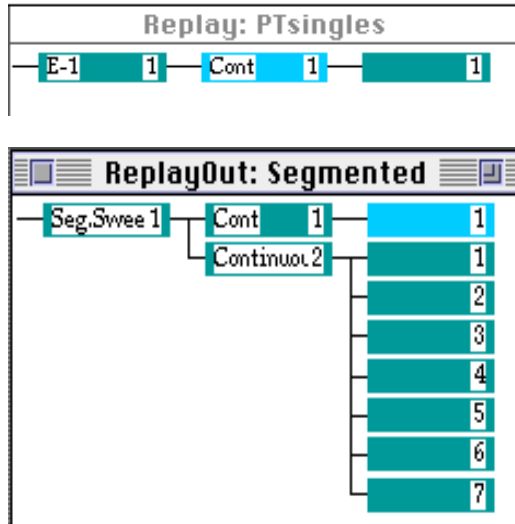 Replay: PTsingles
E-1 1 Cont 1 1
ReplayOut: Segmented
Seg.Swee 1 Cont 1 1
Continuou 2 1
2
3
4
5
6
7